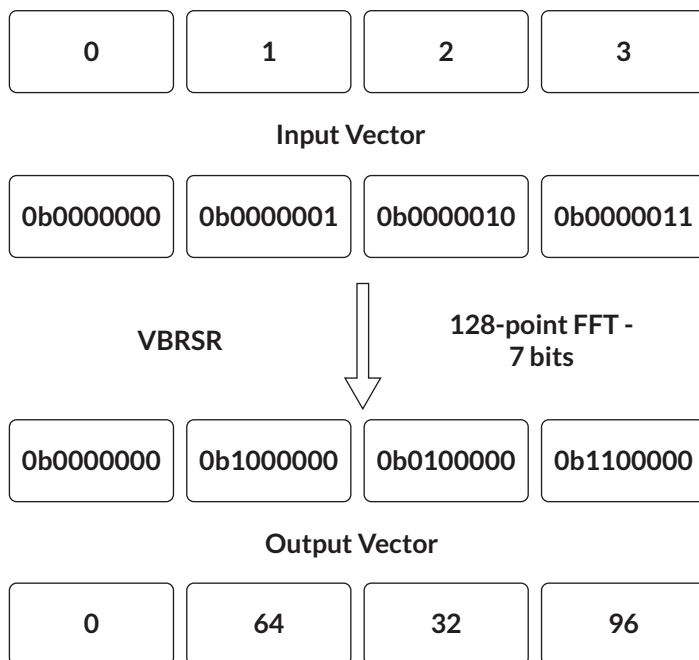 0 1 2 3
Input Vector
0b0000000 0b0000001 0b0000010 0b0000011
VBRSR
128-point FFT -
7 bits
0b0000000 0b1000000 0b0100000 0b1100000
Output Vector
0 64 32 96